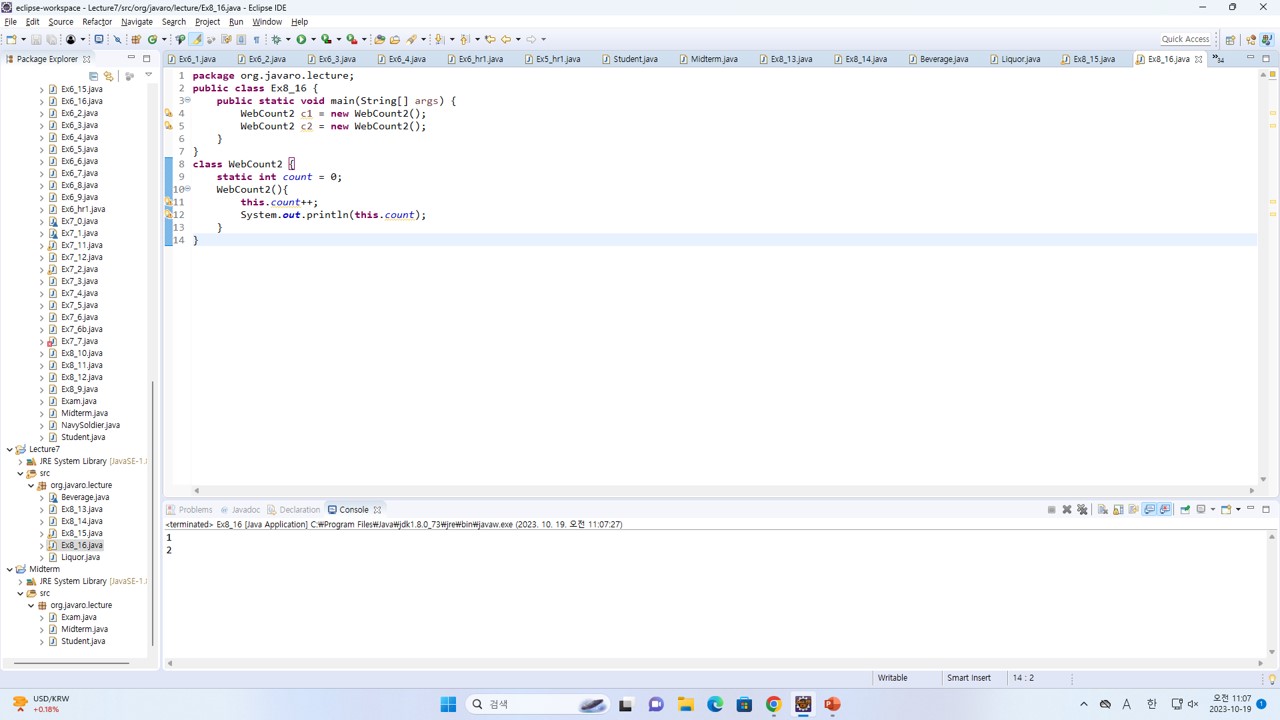 eclipse-workspace - Lecture7/src/org/javaro/lecture/Ex8_16.java - Eclipse IDE
File Edit Source Refactor Navigate Search Project Run Window Help
Quick Access
Package Explorer
Ex6_1.java Ex6_2.java Ex6_3.java Ex6_4.java Ex6_hr1.java Ex5_hr1.java Student.java Midterm.java Ex8_13.java Ex8_14.java Beverage.java Liquor.java Ex8_15.java Ex8_16.java
Ex6_15.java
Ex6_16.java
Ex6_2.java
Ex6_3.java
Ex6_4.java
Ex6_5.java
Ex6_6.java
Ex6_7.java
Ex6_8.java
Ex6_9.java
Ex6_hr1.java
Ex7_0.java
Ex7_1.java
Ex7_11.java
Ex7_12.java
Ex7_2.java
Ex7_3.java
Ex7_4.java
Ex7_5.java
Ex7_6.java
Ex7_6b.java
Ex7_7.java
Ex8_10.java
Ex8_11.java
Ex8_12.java
Ex8_9.java
Exam.java
Midterm.java
NavySoldier.java
Student.java
Lecture7
JRE System Library [JavaSE-1.8
src
org.javaro.lecture
Beverage.java
Ex8_13.java
Ex8_14.java
Ex8_15.java
Ex8_16.java
Liquor.java
Midterm
JRE System Library [JavaSE-1.8
src
org.javaro.lecture
Exam.java
Midterm.java
Student.java
1 package org.javaro.lecture;
2 public class Ex8_16 {
3 public static void main(String[] args) {
4 WebCount2 c1 = new WebCount2();
5 WebCount2 c2 = new WebCount2();
6 }
7 }
8 class WebCount2 {
9 static int count = 0;
10 WebCount2(){
11 this.count++;
12 System.out.println(this.count);
13 }
14 }
Problems Javadoc Declaration Console
<terminated> Ex8_16 [Java Application] C:₩Program Files₩Java₩jdk1.8.0_73₩jre₩bin₩javaw.exe (2023. 10. 19. 오전 11:07:27)
1
2
Writable Smart Insert 14 : 2
USD/KRW
+0.18%
검색
A 한
오전 11:07
2023-10-19